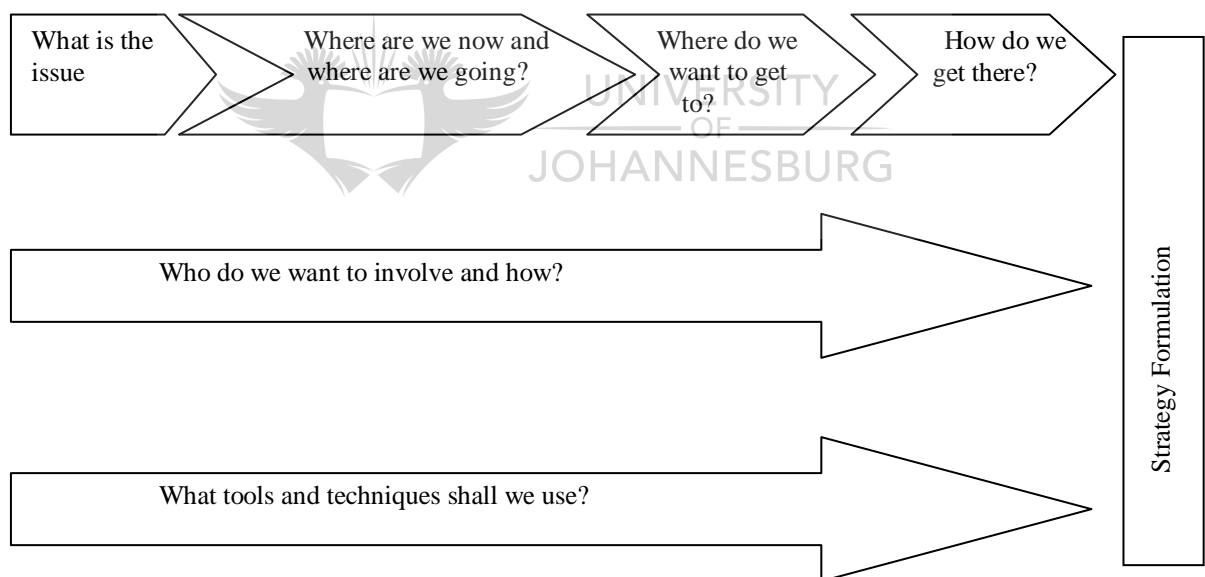 What is the
issue
Where are we now and
where are we going?
Where do we
want to get
to?
How do we
get there?
UNIVERSITY
OF
JOHANNESBURG
Who do we want to involve and how?
What tools and techniques shall we use?
Strategy Formulation